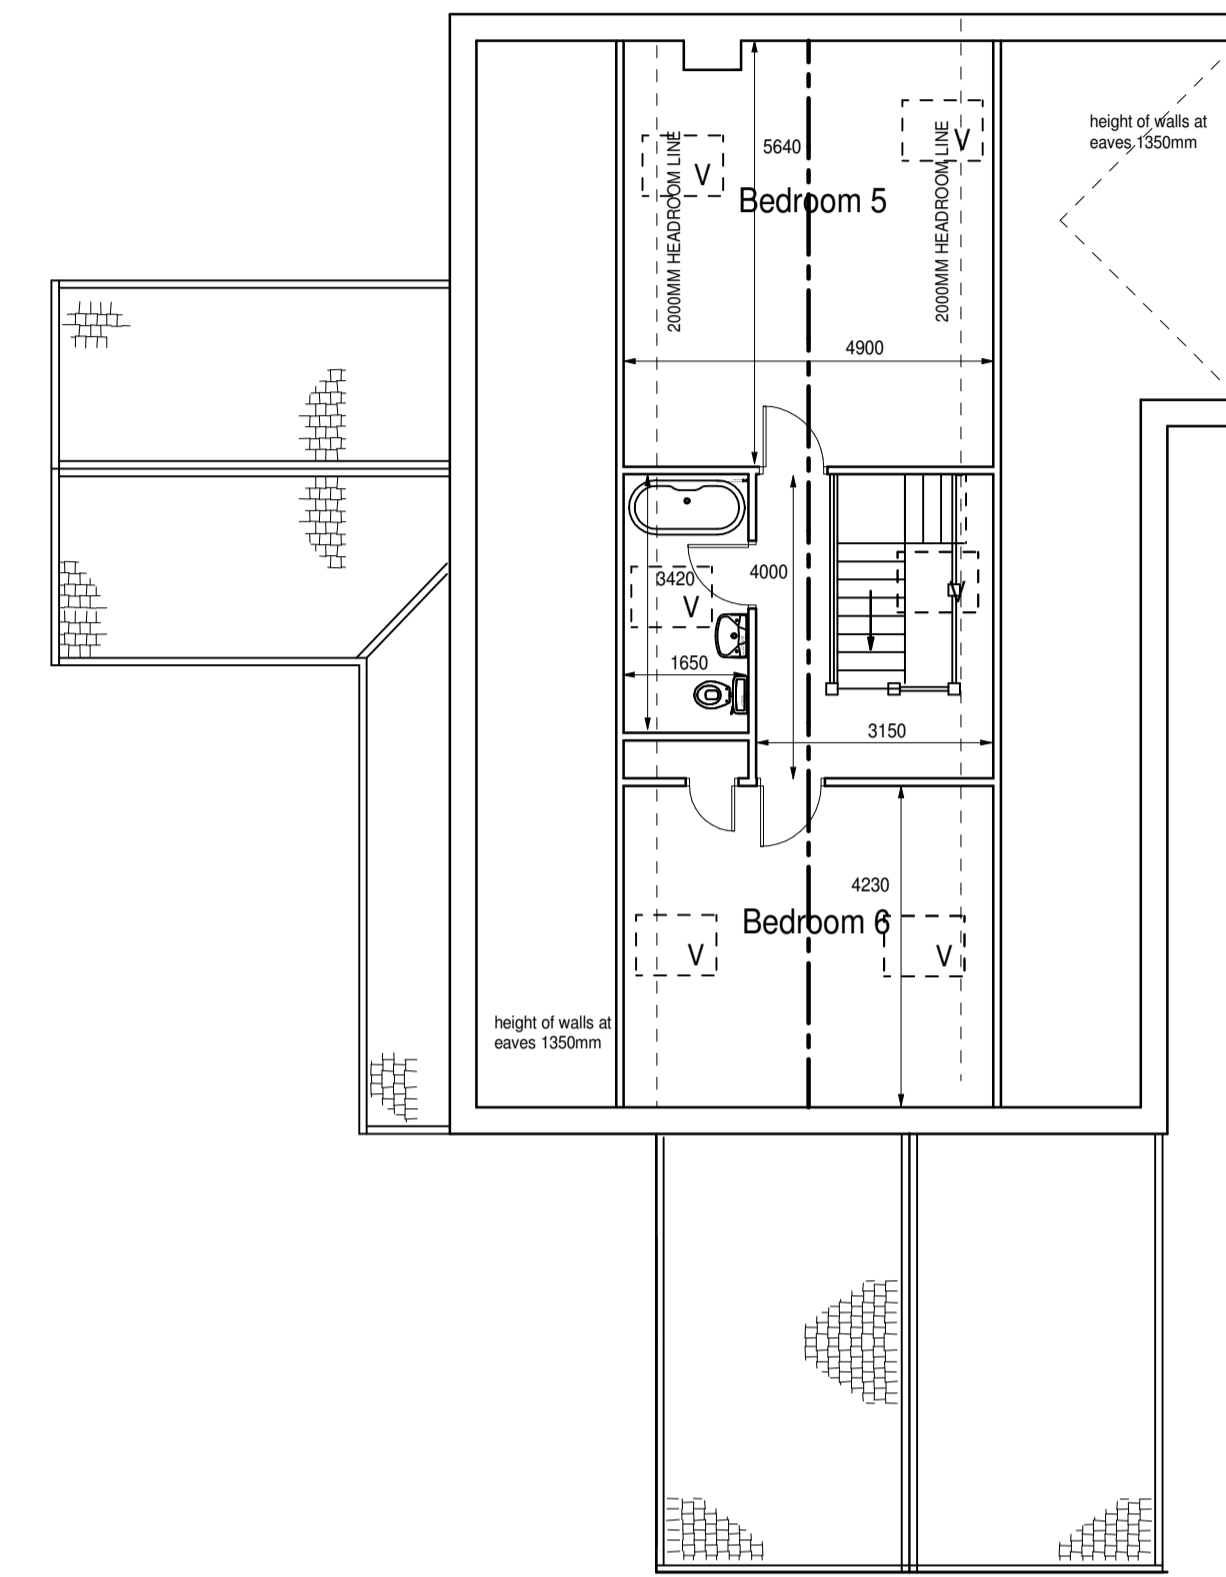 height of walls at
eaves 1350mm
5640
V
V
2000MM HEADROOM LINE
2000MM HEADROOM LINE
Bedroom 5
4900
3420
4000
V
V
1650
3150
4230
Bedroom 6
V
V
height of walls at
eaves 1350mm